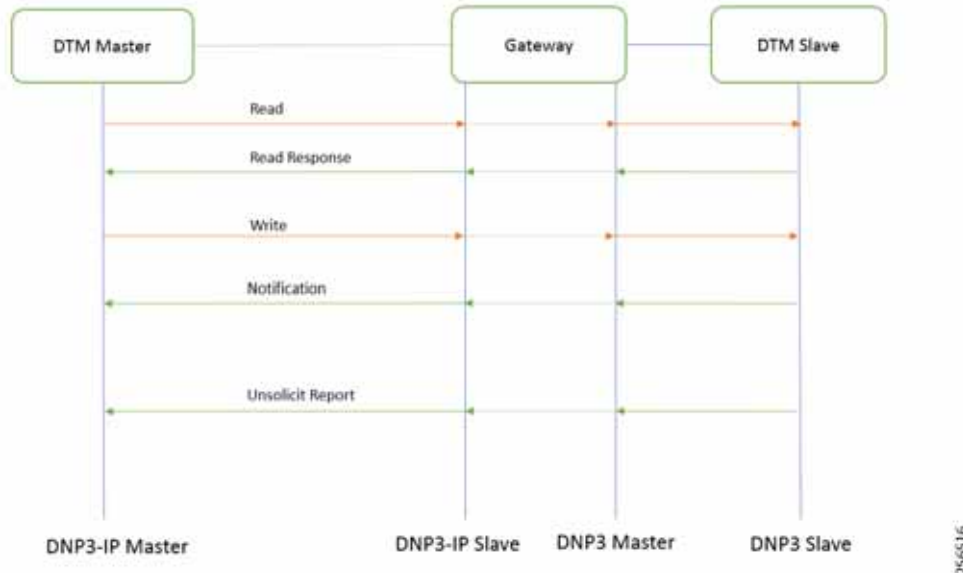 DTM Master
Gateway
DTM Slave
Read
Read Response
Write
Notification
Unsolicit Report
DNP3-IP Master
DNP3-IP Slave
DNP3 Master
DNP3 Slave